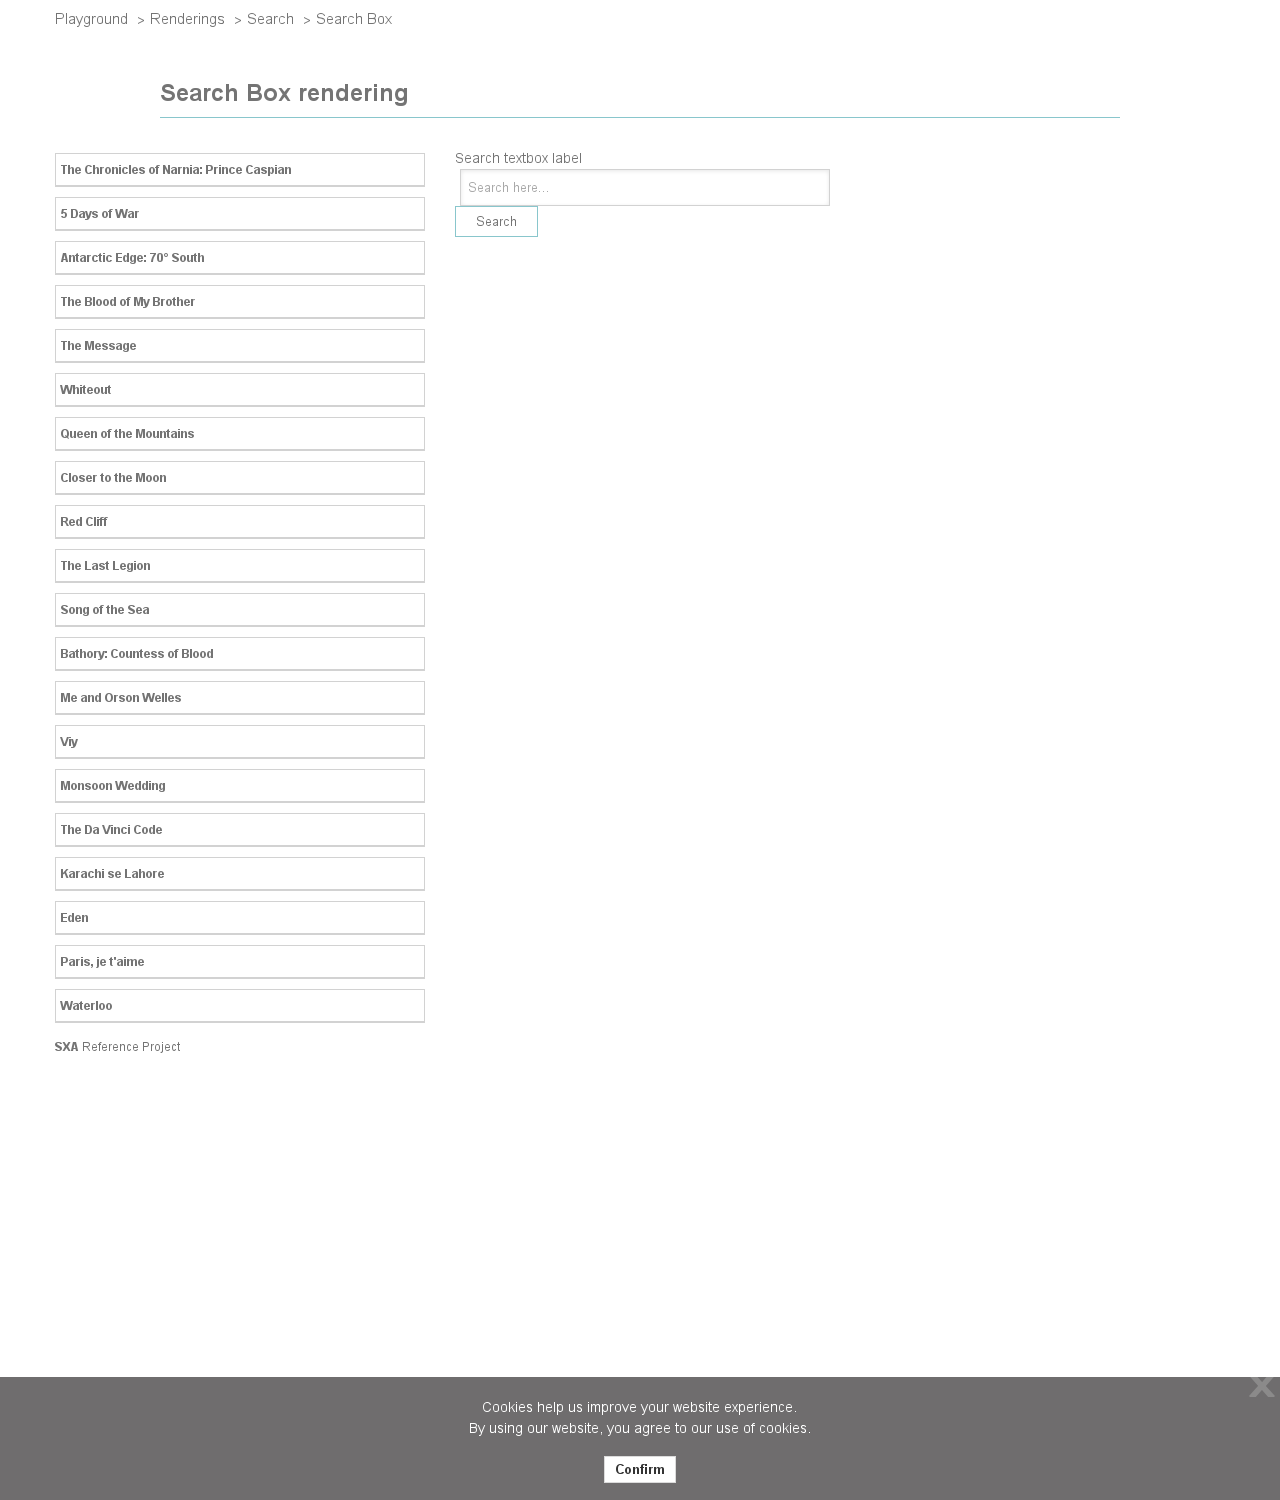 Playground > Renderings > Search > Search Box
Search Box rendering
The Chronicles of Narnia: Prince Caspian
5 Days of War
Antarctic Edge: 70° South
The Blood of My Brother
The Message
Whiteout
Queen of the Mountains
Closer to the Moon
Red Cliff
The Last Legion
Song of the Sea
Bathory: Countess of Blood
Me and Orson Welles
Viy
Monsoon Wedding
The Da Vinci Code
Karachi se Lahore
Eden
Paris, je t'aime
Waterloo
Search textbox label
Search here...
Search
SXA Reference Project
X
Cookies help us improve your website experience.
By using our website, you agree to our use of cookies.
Confirm